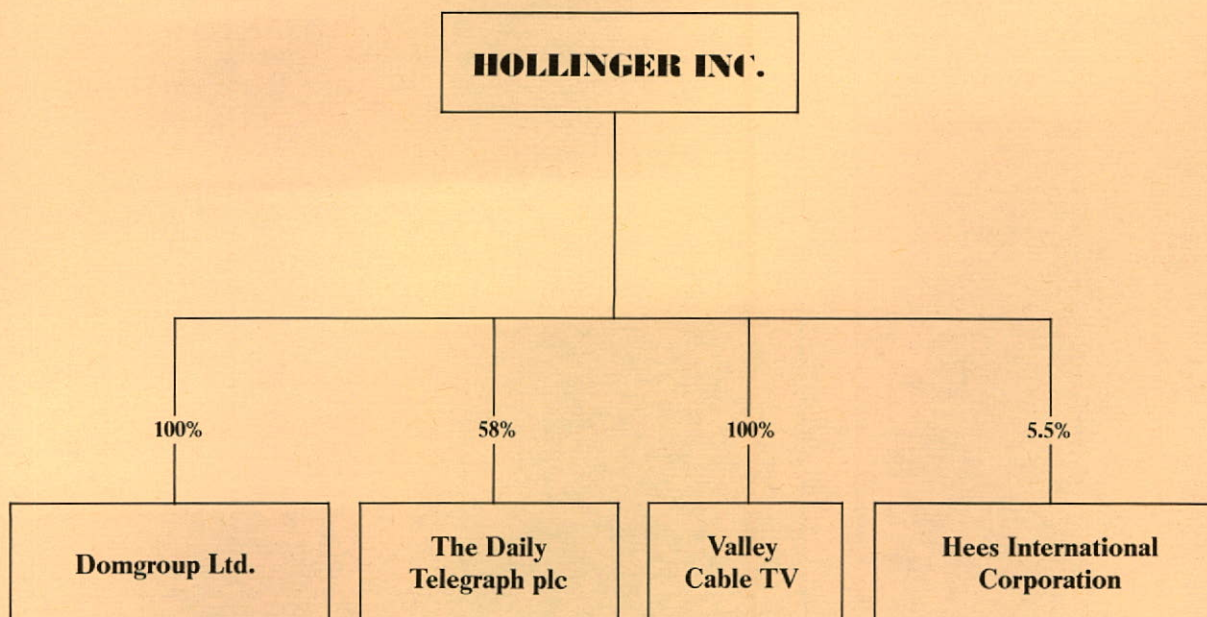 HOLLINGER INC.
100%
58%
100%
5.5%
Domgroup Ltd.
The Daily
Telegraph plc
Valley
Cable TV
Hees International
Corporation